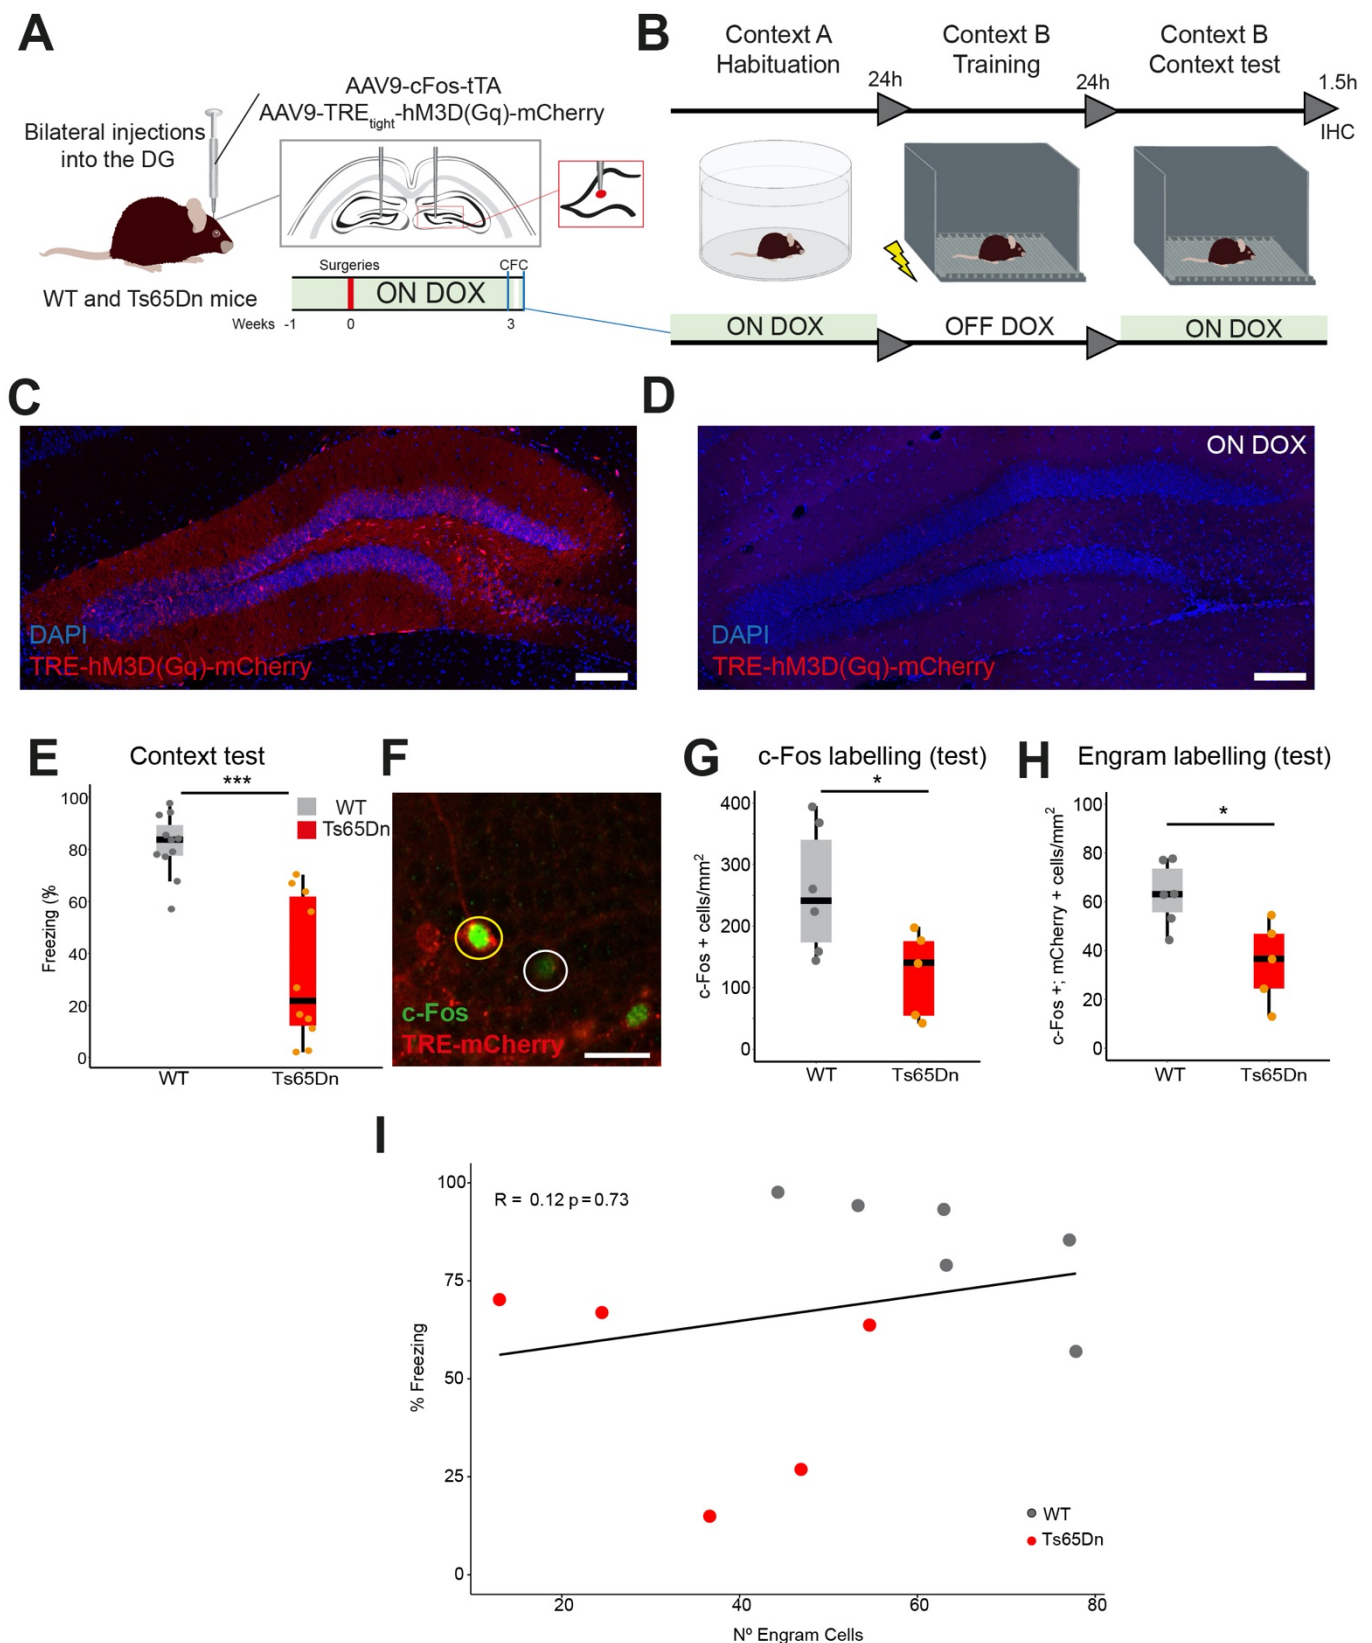 A
AAV9-cFos-tTA
AAV9-TREtight-hM3D(Gq)-mCherry
Bilateral injections
into the DG
WT and Ts65Dn mice
Surgeries
CFC
ON DOX
Weeks -1 0 3
B
Context A
Habituation
24h
Context B
Training
24h
Context B
Context test
1.5h
IHC
ON DOX
OFF DOX
ON DOX
C
DAPI
TRE-hM3D(Gq)-mCherry
D
ON DOX
DAPI
TRE-hM3D(Gq)-mCherry
E
Context test
***
WT
Ts65Dn
Freezing (%
100
80
60
40
20
0
WT
Ts65Dn
F
c-Fos
TRE-mCherry
G
c-Fos labelling (test)
*
c-Fos + cells/mm2
400
300
200
100
0
WT
Ts65Dn
H
Engram labelling (test)
*
c-Fos +; mCherry + cells/mm2
100
80
60
40
20
0
WT
Ts65Dn
I
R = 0.12 p=0.73
% Freezing
100
75
50
25
0
WT
Ts65Dn
20 40 60 80
Nº Engram Cells